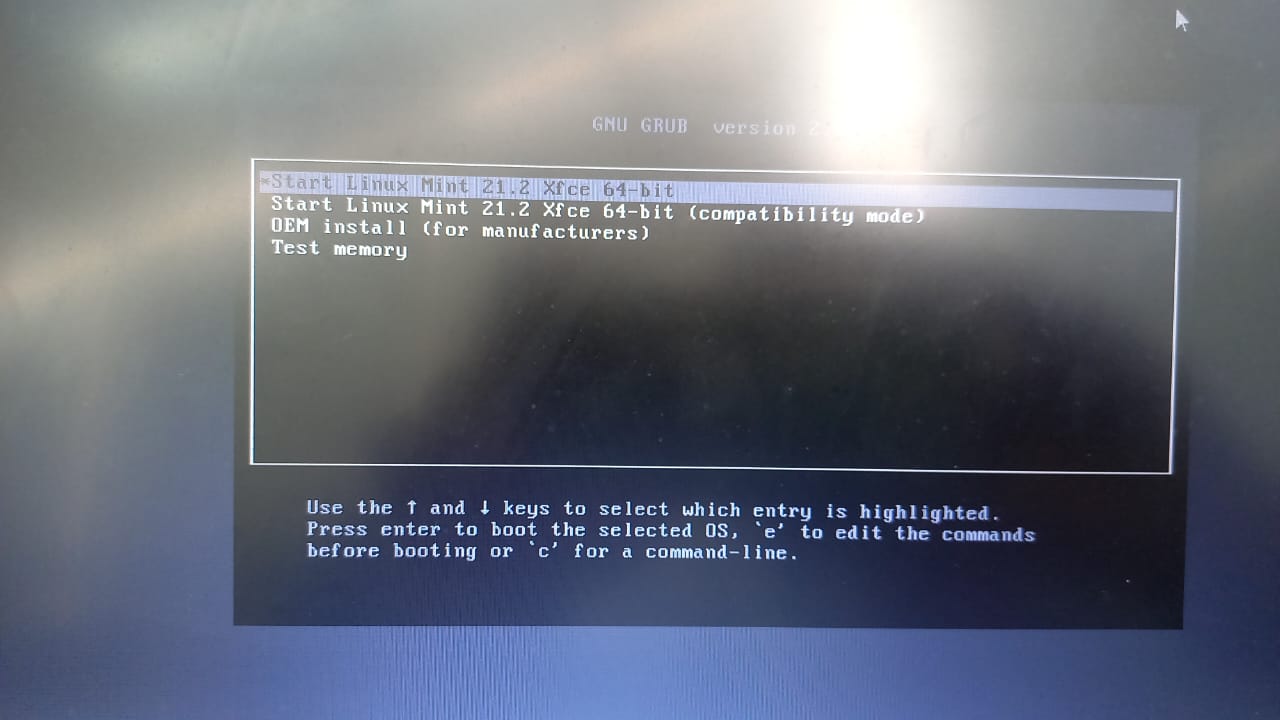 GNU GRUB version 2
*Start Linux Mint 21.2 Xfce 64-bit
Start Linux Mint 21.2 Xfce 64-bit (compatibility mode)
OEM install (for manufacturers)
Test memory
Use the ↑ and ↓ keys to select which entry is highlighted.
Press enter to boot the selected OS, `e' to edit the commands
before booting or `c' for a command-line.